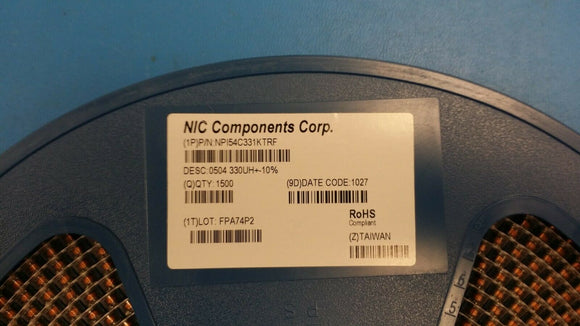 NIC Components Corp.
(1P)P/N:NPI54C331KTRF
DESC:0504 330UH+-10%
(Q)QTY: 1500 (9D)DATE CODE:1027
(1T)LOT: FPA74P2 RoHS
Compliant
(Z)TAIWAN